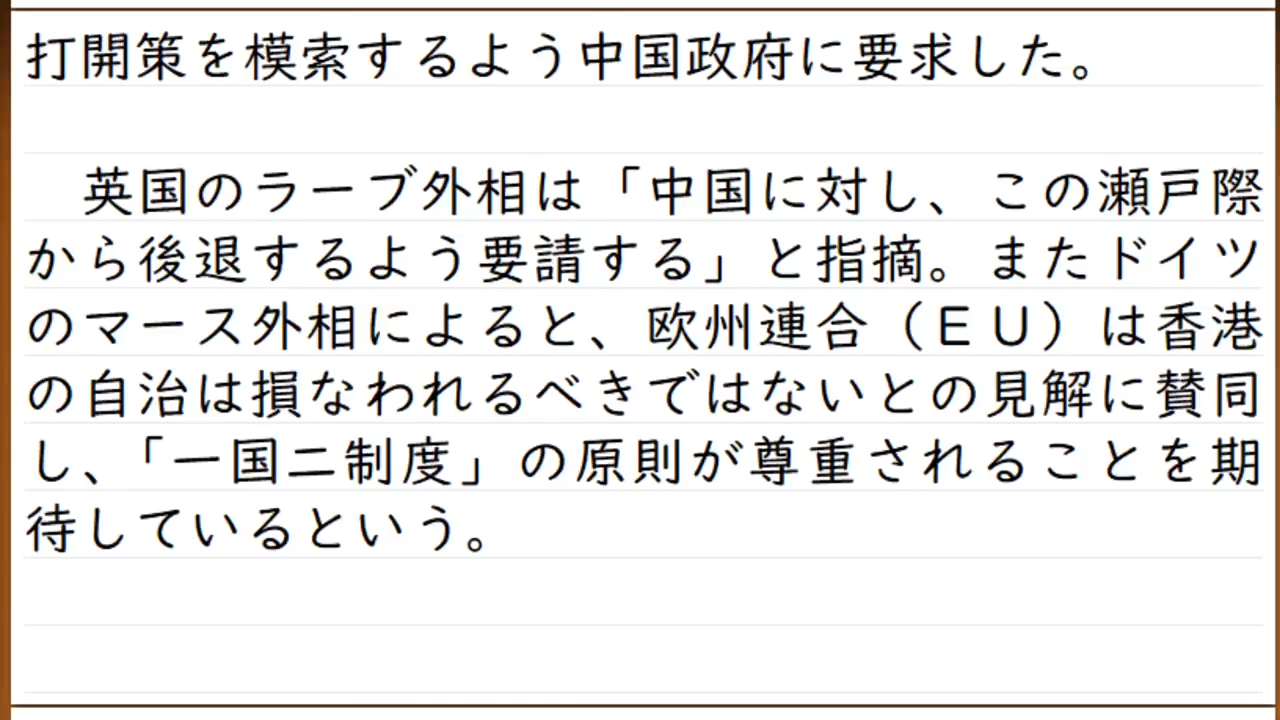 打開策を模索するよう中国政府に要求した。
　英国のラーブ外相は「中国に対し、この瀬戸際
から後退するよう要請する」と指摘。またドイツ
のマース外相によると、欧州連合（ＥＵ）は香港
の自治は損なわれるべきではないとの見解に賛同
し、「一国二制度」の原則が尊重されることを期
待しているという。